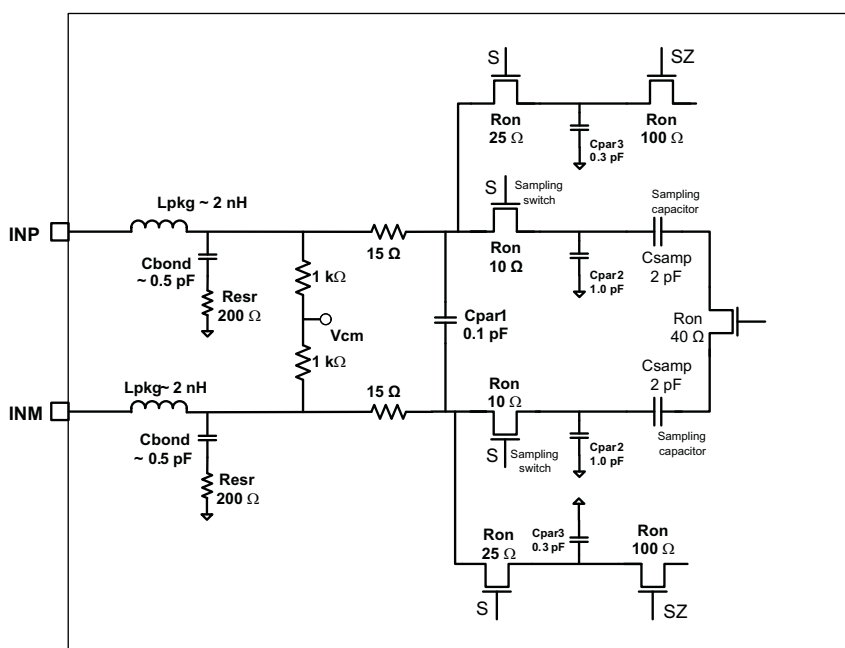 S
SZ
Ron
25 Ω
Cpar3
0.3 pF
Ron
100 Ω
S
Sampling
switch
Sampling
capacitor
Lpkg ~ 2 nH
INP
15 Ω
Ron
10 Ω
Cpar2
1.0 pF
Csamp
2 pF
Cbond
~ 0.5 pF
1 kΩ
Resr
200 Ω
Vcm
Cpar1
0.1 pF
Ron
40 Ω
1 kΩ
Csamp
2 pF
Lpkg~ 2 nH
INM
15 Ω
Ron
10 Ω
Cbond
~ 0.5 pF
S
Sampling
switch
Cpar2
1.0 pF
Sampling
capacitor
Resr
200 Ω
Ron
25 Ω
Cpar3
0.3 pF
Ron
100 Ω
S
SZ